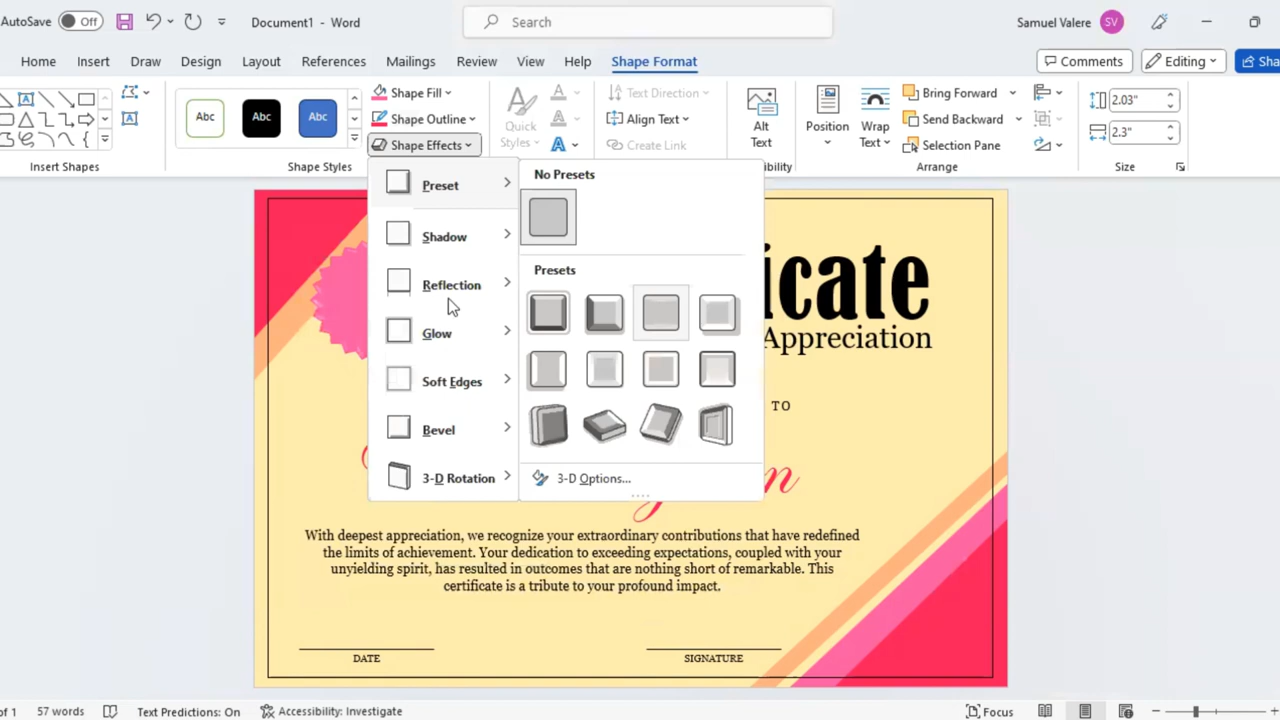 AutoSave Off Document1 - Word Search Samuel Valere SV
Home Insert Draw Design Layout References Mailings Review View Help Shape Format Comments Editing
Abc Abc Abc
Insert Shapes
Shape Styles
Shape Fill
Shape Outline
Shape Effects
Quick
Styles
Text Direction
Align Text
Create Link
Alt
Text
Position
Wrap
Text
Bring Forward
Send Backward
Selection Pane
Arrange
2.03"
2.3"
Size
Preset
Shadow
Reflection
Glow
Soft Edges
Bevel
3-D Rotation
No Presets
Presets
3-D Options...
icate
Appreciation
TO
With deepest appreciation, we recognize your extraordinary contributions that have redefined
the limits of achievement. Your dedication to exceeding expectations, coupled with your
unyielding spirit, has resulted in outcomes that are nothing short of remarkable. This
certificate is a tribute to your profound impact.
DATE SIGNATURE
of 1 57 words Text Predictions: On Accessibility: Investigate Focus